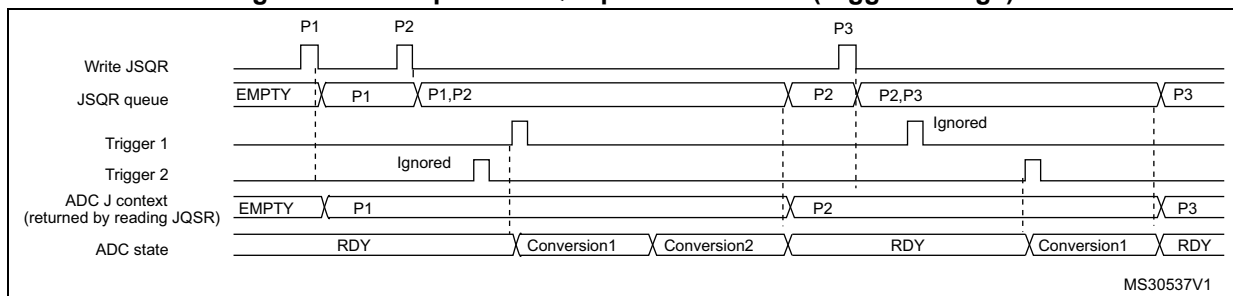 P1 P2 P3
Write JSQR
JSQR queue EMPTY P1 P1,P2 P2 P2,P3 P3
Trigger 1 Ignored
Trigger 2 Ignored
ADC J context
(returned by reading JQSR) EMPTY P1 P2 P3
ADC state RDY Conversion1 Conversion2 RDY Conversion1 RDY
MS30537V1